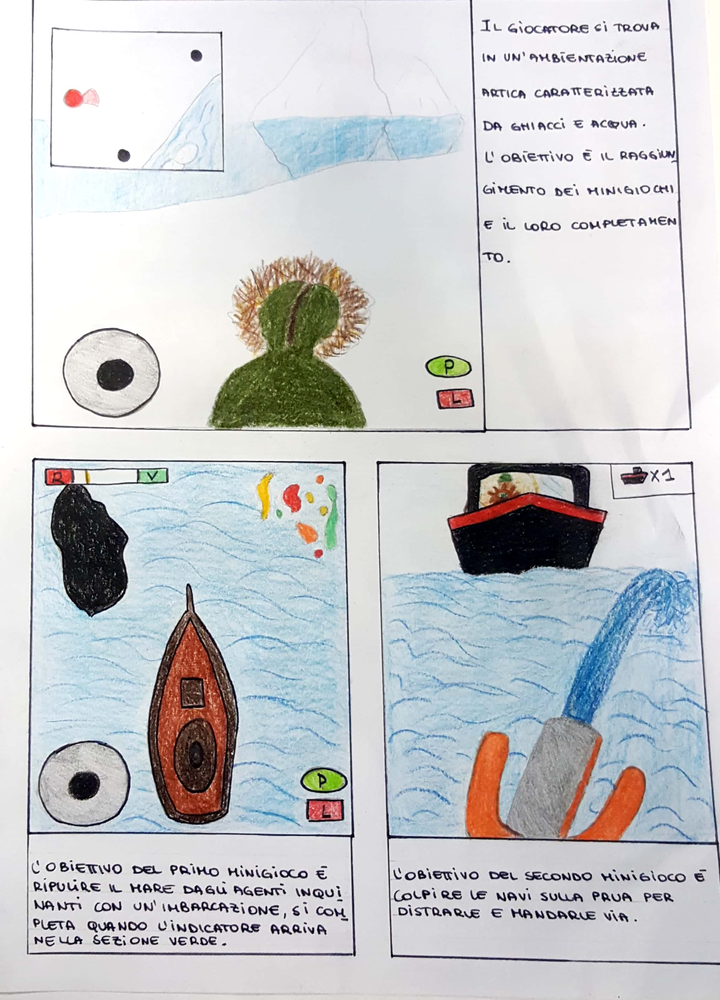 IL GIOCATORE SI TROVA
IN UN'AMBIENTAZIONE
ARTICA CARATTERIZZATA
DA GHIACCI E ACQUA.
L'OBIETTIVO È IL RAGGIUN
GIMENTO DEI MINIGIOCHI
E IL LORO COMPLETAMEN
TO.
P
L
R V
X1
P
L
L'OBIETTIVO DEL PRIMO MINIGIOCO È
RIPULIRE IL MARE DAGLI AGENTI INQUI
NANTI CON UN'IMBARCAZIONE, SI COM
PLETA QUANDO L'INDICATORE ARRIVA
NELLA SEZIONE VERDE.
L'OBIETTIVO DEL SECONDO MINIGIOCO È
COLPIRE LE NAVI SULLA PRUA PER
DISTRARLE E MANDARLE VIA.